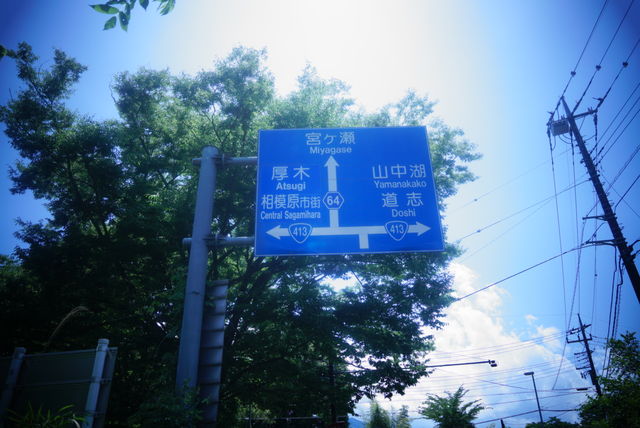 宮ヶ瀬
Miyagase
厚木
Atsugi
相模原市街
Central Sagamihara
64
山中湖
Yamanakako
道志
Doshi
413
413